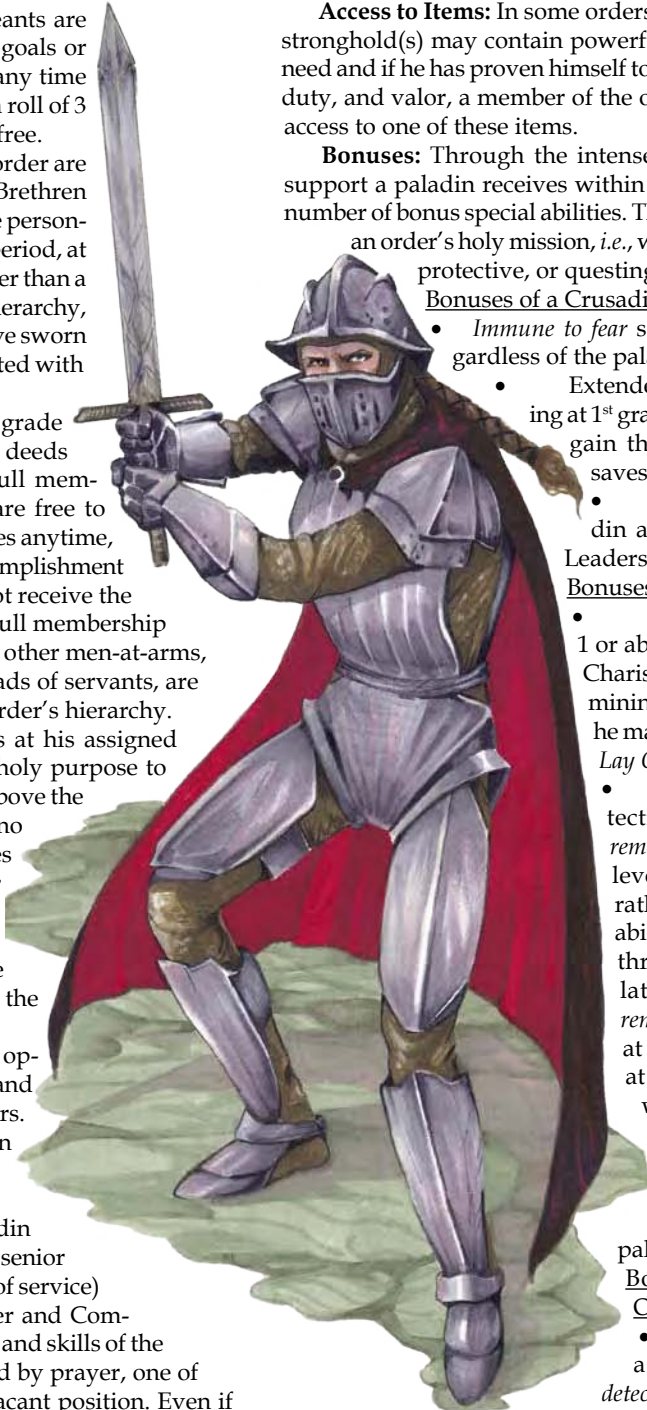 ants are
goals or
any time
roll of 3
free.
order are
Brethren
person-
eriod, at
er than a
ierarchy,
ve sworn
ted with
grade
deeds
ull mem-
are free to
es anytime,
mplishment
ot receive the
ull membership
other men-at-arms,
ads of servants, are
rder's hierarchy.
s at his assigned
holy purpose to
bove the
no
es
e
the
op-
and
rs.
n
din
senior
of service)
er and Com-
and skills of the
d by prayer, one of
acant position. Even if
Access to Items: In some orders
stronghold(s) may contain powerf
need and if he has proven himself to
duty, and valor, a member of the o
access to one of these items.
Bonuses: Through the intense
support a paladin receives within
number of bonus special abilities. Th
an order's holy mission, i.e., w
protective, or questing
Bonuses of a Crusadi
• Immune to fear s
gardless of the pala
• Extende
ing at 1st gra
gain th
saves
•
din a
Leaders
Bonuses
•
1 or ab
Charis
minin
he ma
Lay O
•
tecti
rem
leve
rath
abi
thr
lat
rem
at
at
w
pal
Bo
O
•
a
detec